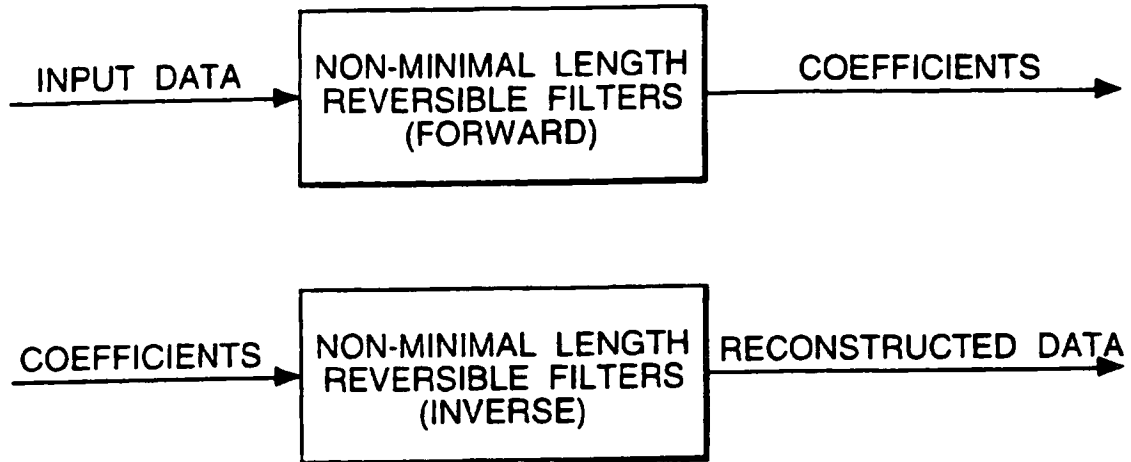 INPUT DATA
NON-MINIMAL LENGTH
REVERSIBLE FILTERS
(FORWARD)
COEFFICIENTS
COEFFICIENTS
NON-MINIMAL LENGTH
REVERSIBLE FILTERS
(INVERSE)
RECONSTRUCTED DATA